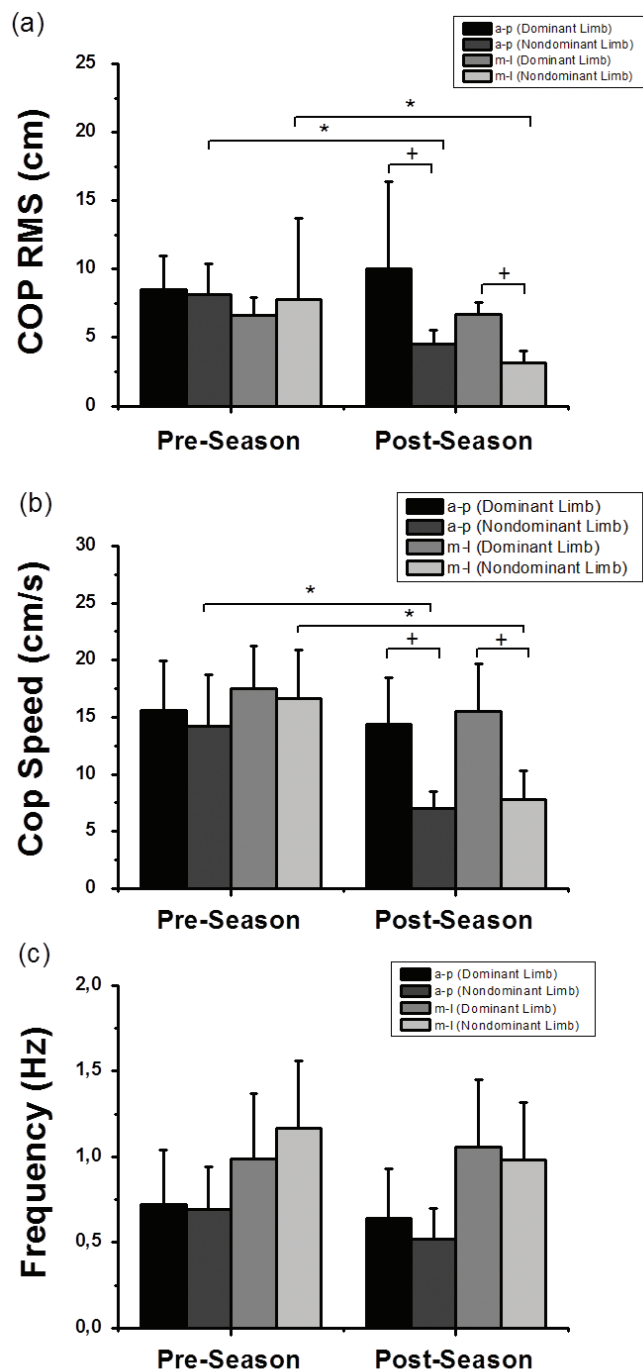 (a)
a-p (Dominant Limb)
a-p (Nondominant Limb)
m-l (Dominant Limb)
m-l (Nondominant Limb)
COP RMS (cm)
25
20
15
10
5
0
*
*
+
+
Pre-Season
Post-Season
(b)
a-p (Dominant Limb)
a-p (Nondominant Limb)
m-l (Dominant Limb)
m-l (Nondominant Limb)
Cop Speed (cm/s)
30
25
20
15
10
5
0
*
*
+
+
Pre-Season
Post-Season
(c)
a-p (Dominant Limb)
a-p (Nondominant Limb)
m-l (Dominant Limb)
m-l (Nondominant Limb)
Frequency (Hz)
2,0
1,5
1,0
0,5
0,0
Pre-Season
Post-Season